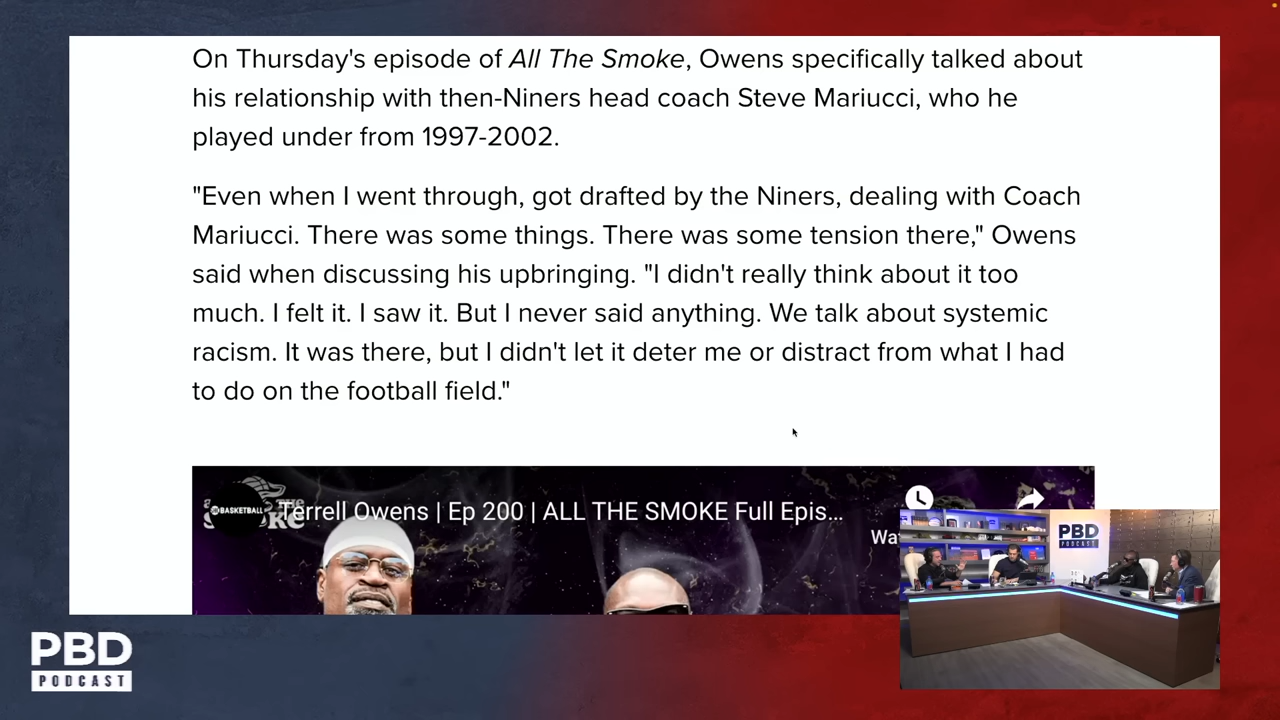 On Thursday's episode of All The Smoke, Owens specifically talked about
his relationship with then-Niners head coach Steve Mariucci, who he
played under from 1997-2002.
"Even when I went through, got drafted by the Niners, dealing with Coach
Mariucci. There was some things. There was some tension there," Owens
said when discussing his upbringing. "I didn't really think about it too
much. I felt it. I saw it. But I never said anything. We talk about systemic
racism. It was there, but I didn't let it deter me or distract from what I had
to do on the football field."
BASKETBALL
THE
Terrell Owens | Ep 200 | ALL THE SMOKE Full Epis...
PBD
PODCAST
PBD
PODCAST